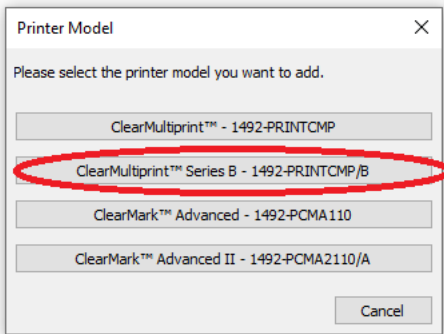 Printer Model
Please select the printer model you want to add.
ClearMultiprint™ - 1492-PRINTCMP
ClearMultiprint™ Series B - 1492-PRINTCMP/B
ClearMark™ Advanced - 1492-PCMA110
ClearMark™ Advanced II - 1492-PCMA2110/A
Cancel